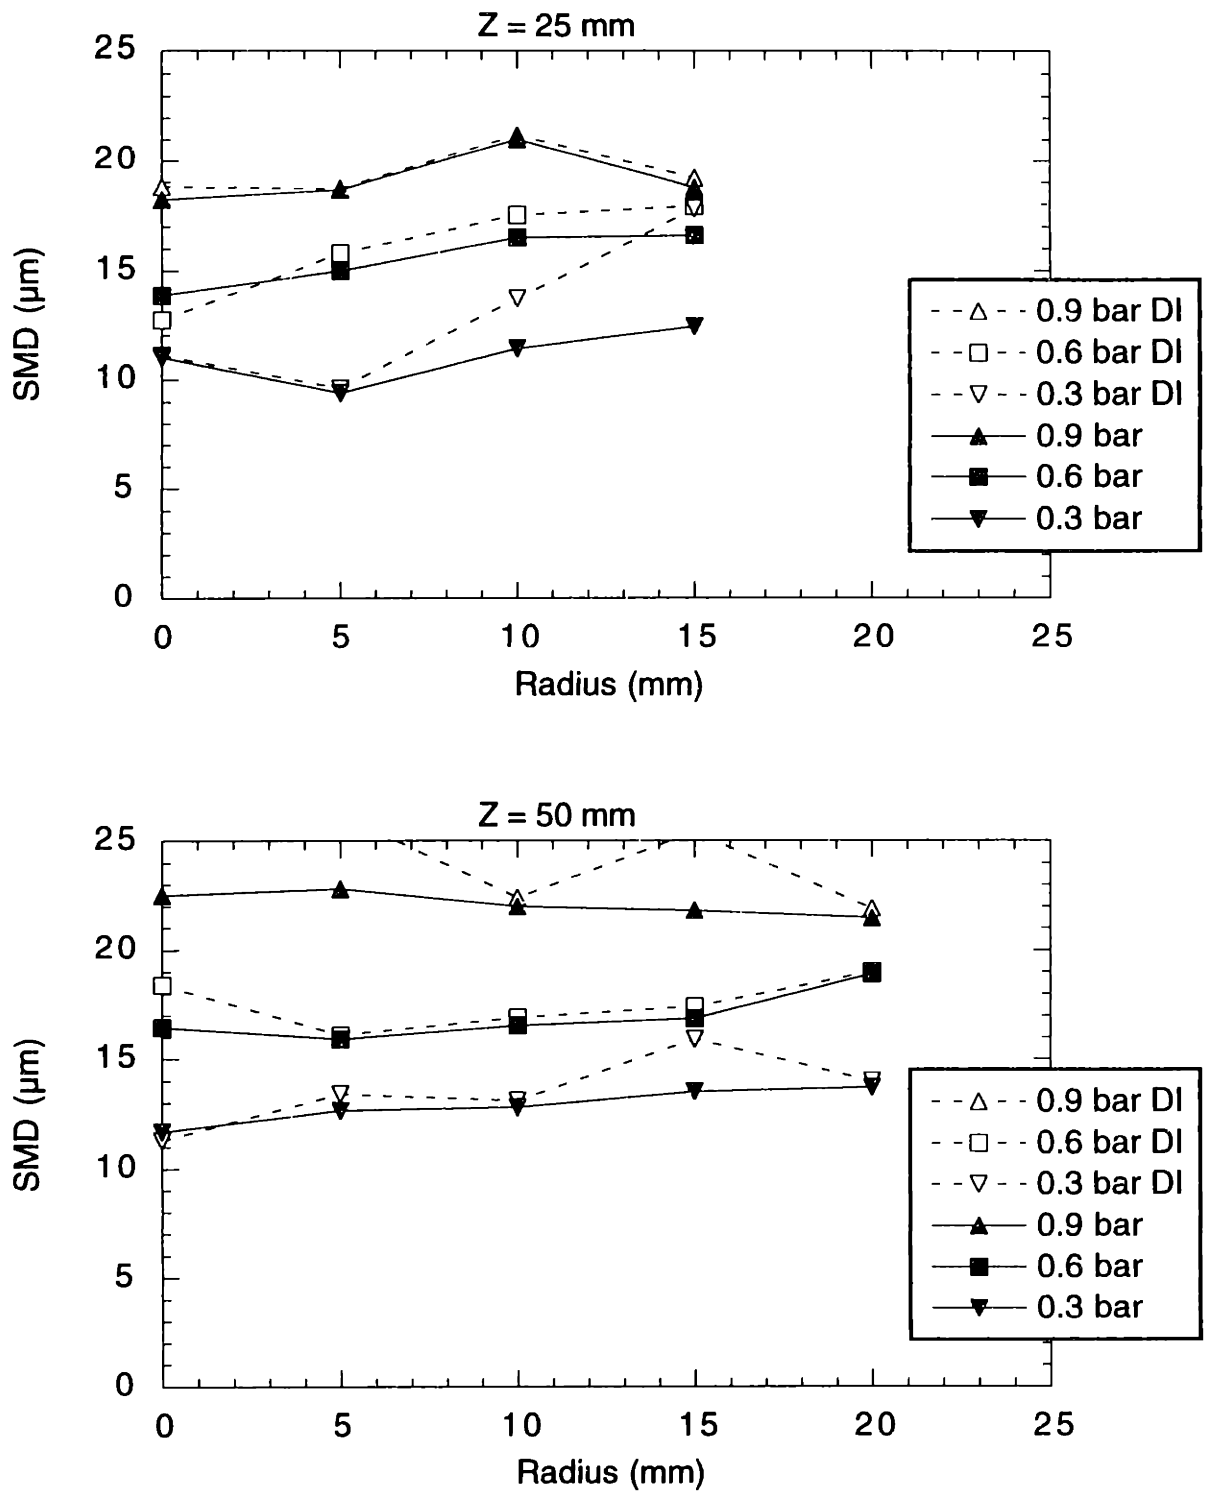 Z = 25 mm
25
20
15
10
5
0
SMD (µm)
0 5 10 15 20 25
Radius (mm)
0.9 bar DI
0.6 bar DI
0.3 bar DI
0.9 bar
0.6 bar
0.3 bar
Z = 50 mm
25
20
15
10
5
0
SMD (µm)
0 5 10 15 20 25
Radius (mm)
0.9 bar DI
0.6 bar DI
0.3 bar DI
0.9 bar
0.6 bar
0.3 bar